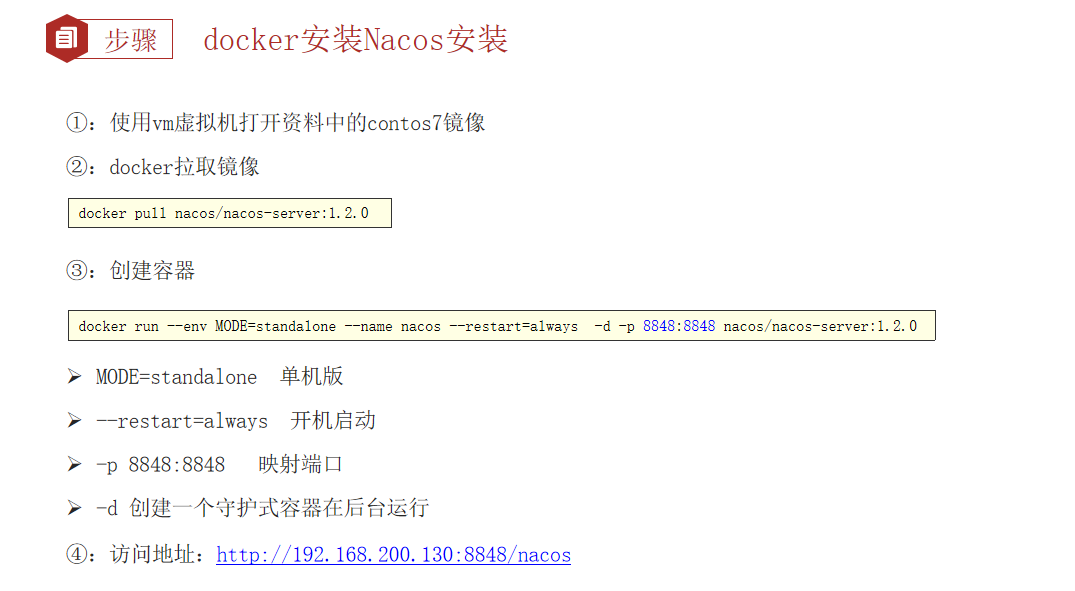 步骤
docker安装Nacos安装
①：使用vm虚拟机打开资料中的contos7镜像
②：docker拉取镜像
docker pull nacos/nacos-server:1.2.0
③：创建容器
docker run --env MODE=standalone --name nacos --restart=always  -d -p 8848:8848 nacos/nacos-server:1.2.0
➢ MODE=standalone  单机版
➢ --restart=always  开机启动
➢ -p 8848:8848   映射端口
➢ -d 创建一个守护式容器在后台运行
④：访问地址：http://192.168.200.130:8848/nacos